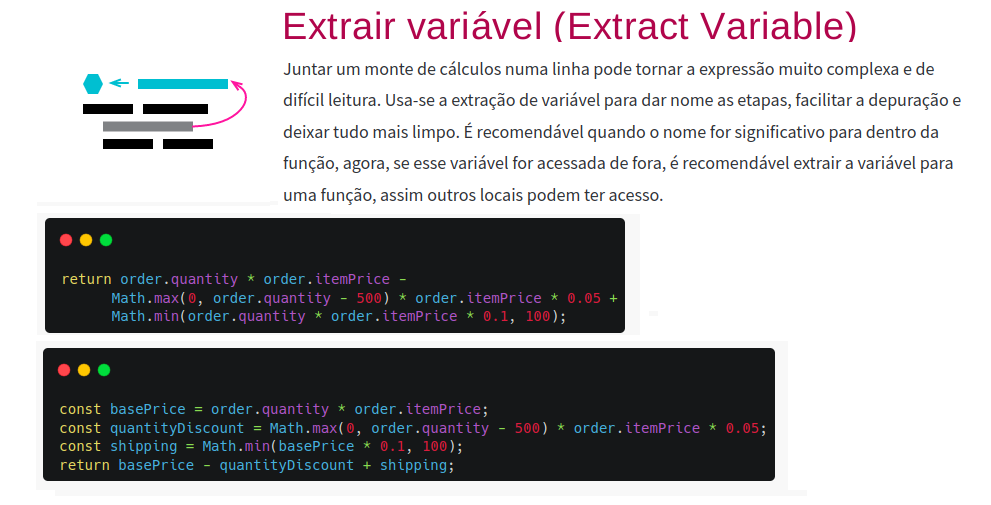 Extrair variável (Extract Variable)
Juntar um monte de cálculos numa linha pode tornar a expressão muito complexa e de
difícil leitura. Usa-se a extração de variável para dar nome as etapas, facilitar a depuração e
deixar tudo mais limpo. É recomendável quando o nome for significativo para dentro da
função, agora, se esse variável for acessada de fora, é recomendável extrair a variável para
uma função, assim outros locais podem ter acesso.
return order.quantity * order.itemPrice -
Math.max(0, order.quantity - 500) * order.itemPrice * 0.05 +
Math.min(order.quantity * order.itemPrice * 0.1, 100);
const basePrice = order.quantity * order.itemPrice;
const quantityDiscount = Math.max(0, order.quantity - 500) * order.itemPrice * 0.05;
const shipping = Math.min(basePrice * 0.1, 100);
return basePrice - quantityDiscount + shipping;